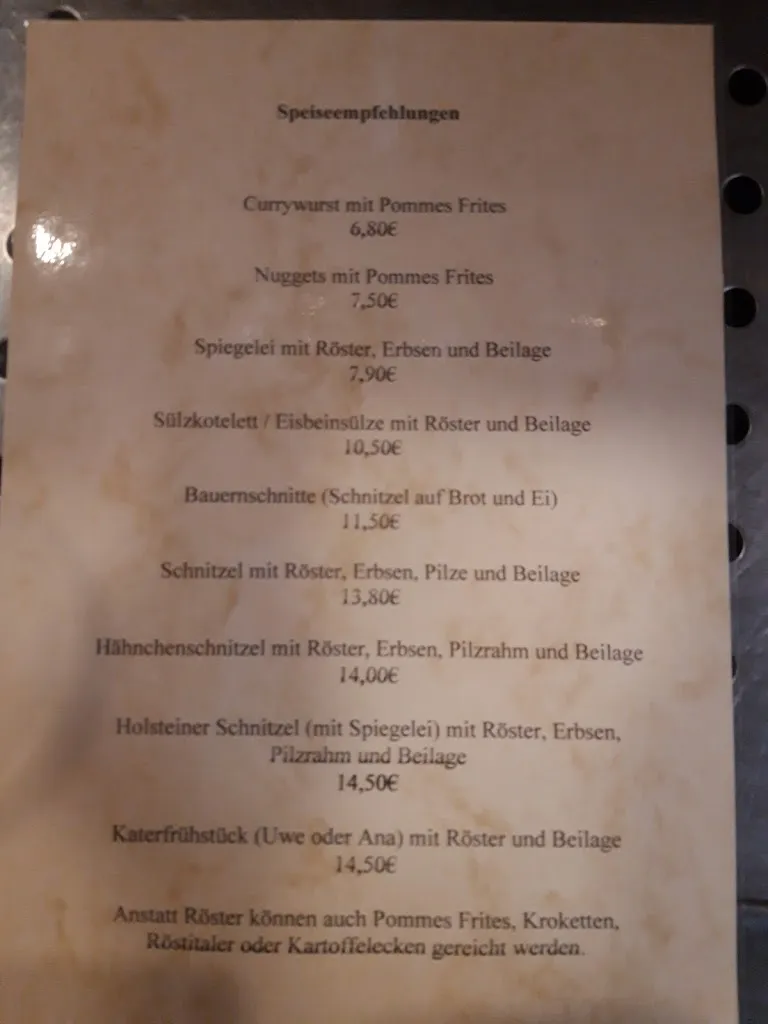 Speiseempfehlungen
Currywurst mit Pommes Frites
6,80€
Nuggets mit Pommes Frites
7,50€
Spiegelei mit Röster, Erbsen und Beilage
7,90€
Sülzkotelett / Eisbeinsülze mit Röster und Beilage
10,50€
Bauernschnitte (Schnitzel auf Brot und Ei)
11,50€
Schnitzel mit Röster, Erbsen, Pilze und Beilage
13,80€
Hähnchenschnitzel mit Röster, Erbsen, Pilzrahm und Beilage
14,00€
Holsteiner Schnitzel (mit Spiegelei) mit Röster, Erbsen,
Pilzrahm und Beilage
14,50€
Katerfrühstück (Uwe oder Ana) mit Röster und Beilage
14,50€
Anstatt Röster können auch Pommes Frites, Kroketten,
Röstitaler oder Kartoffelecken gereicht werden.